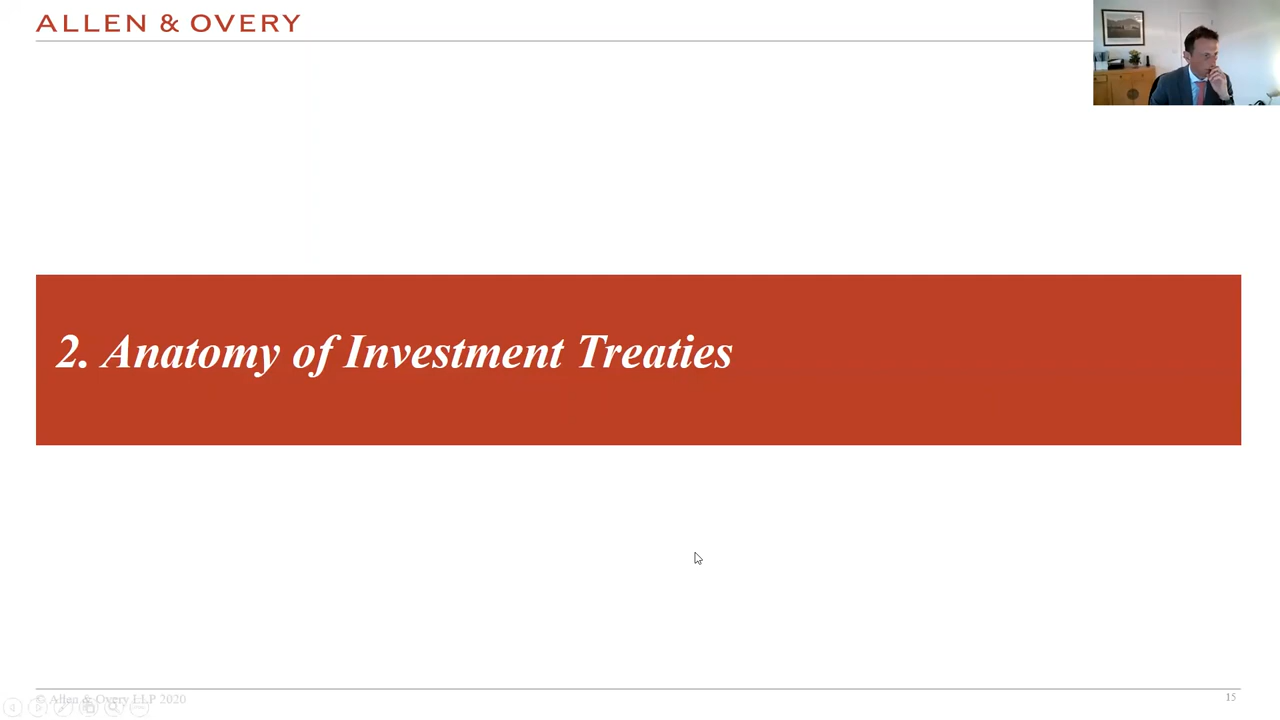 ALLEN & OVERY
2. Anatomy of Investment Treaties
© Allen & Overy LLP 2020
15